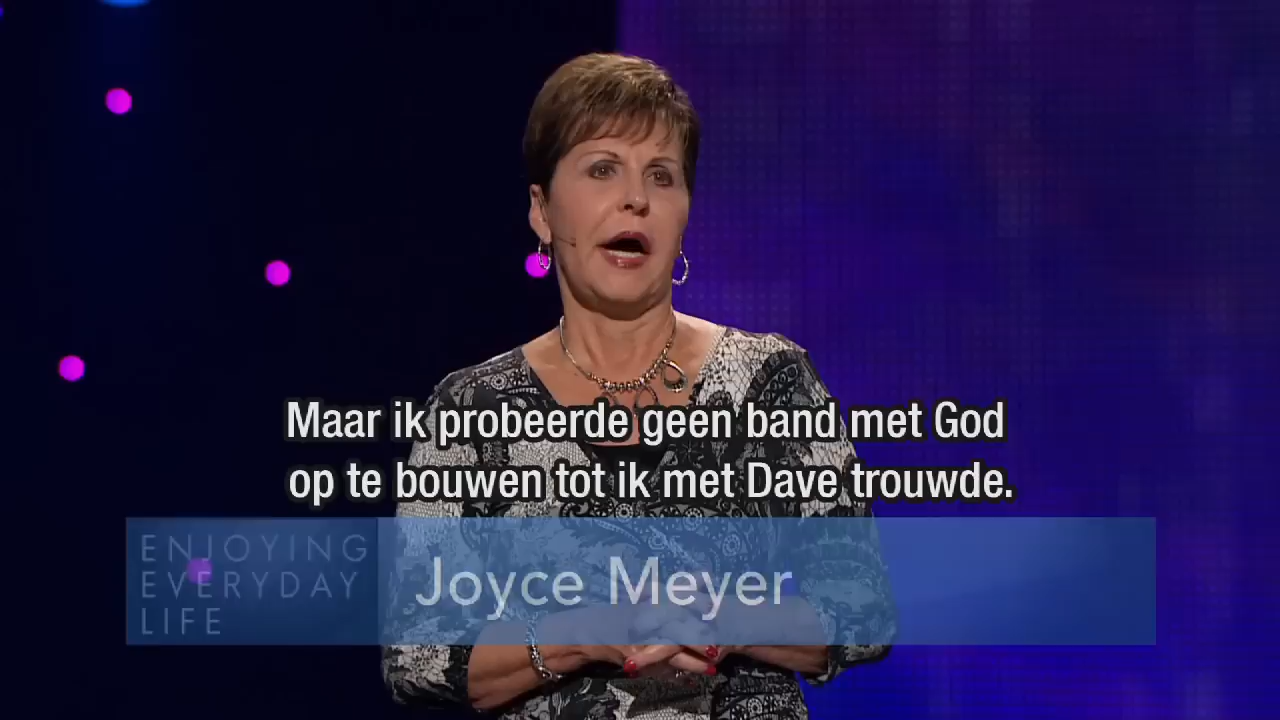 Maar ik probeerde geen band met God
op te bouwen tot ik met Dave trouwde.
ENJOYING
EVERYDAY
LIFE
Joyce Meyer